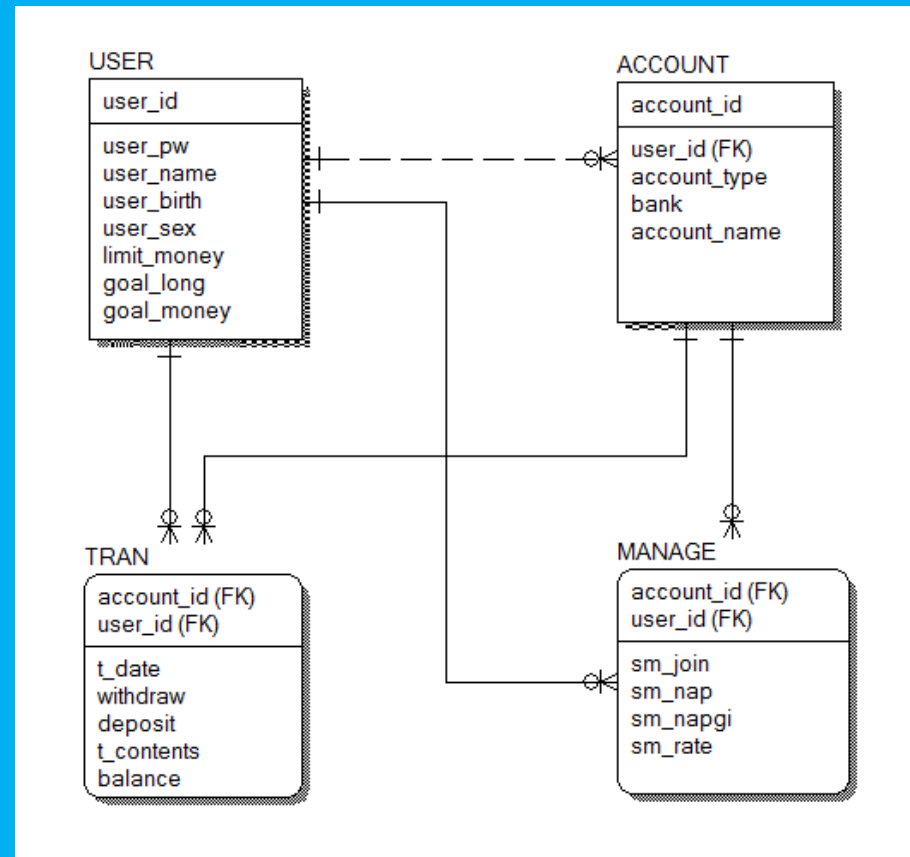 USER
user_id
user_pw
user_name
user_birth
user_sex
limit_money
goal_long
goal_money
ACCOUNT
account_id
user_id (FK)
account_type
bank
account_name
TRAN
account_id (FK)
user_id (FK)
t_date
withdraw
deposit
t_contents
balance
MANAGE
account_id (FK)
user_id (FK)
sm_join
sm_nap
sm_napgi
sm_rate